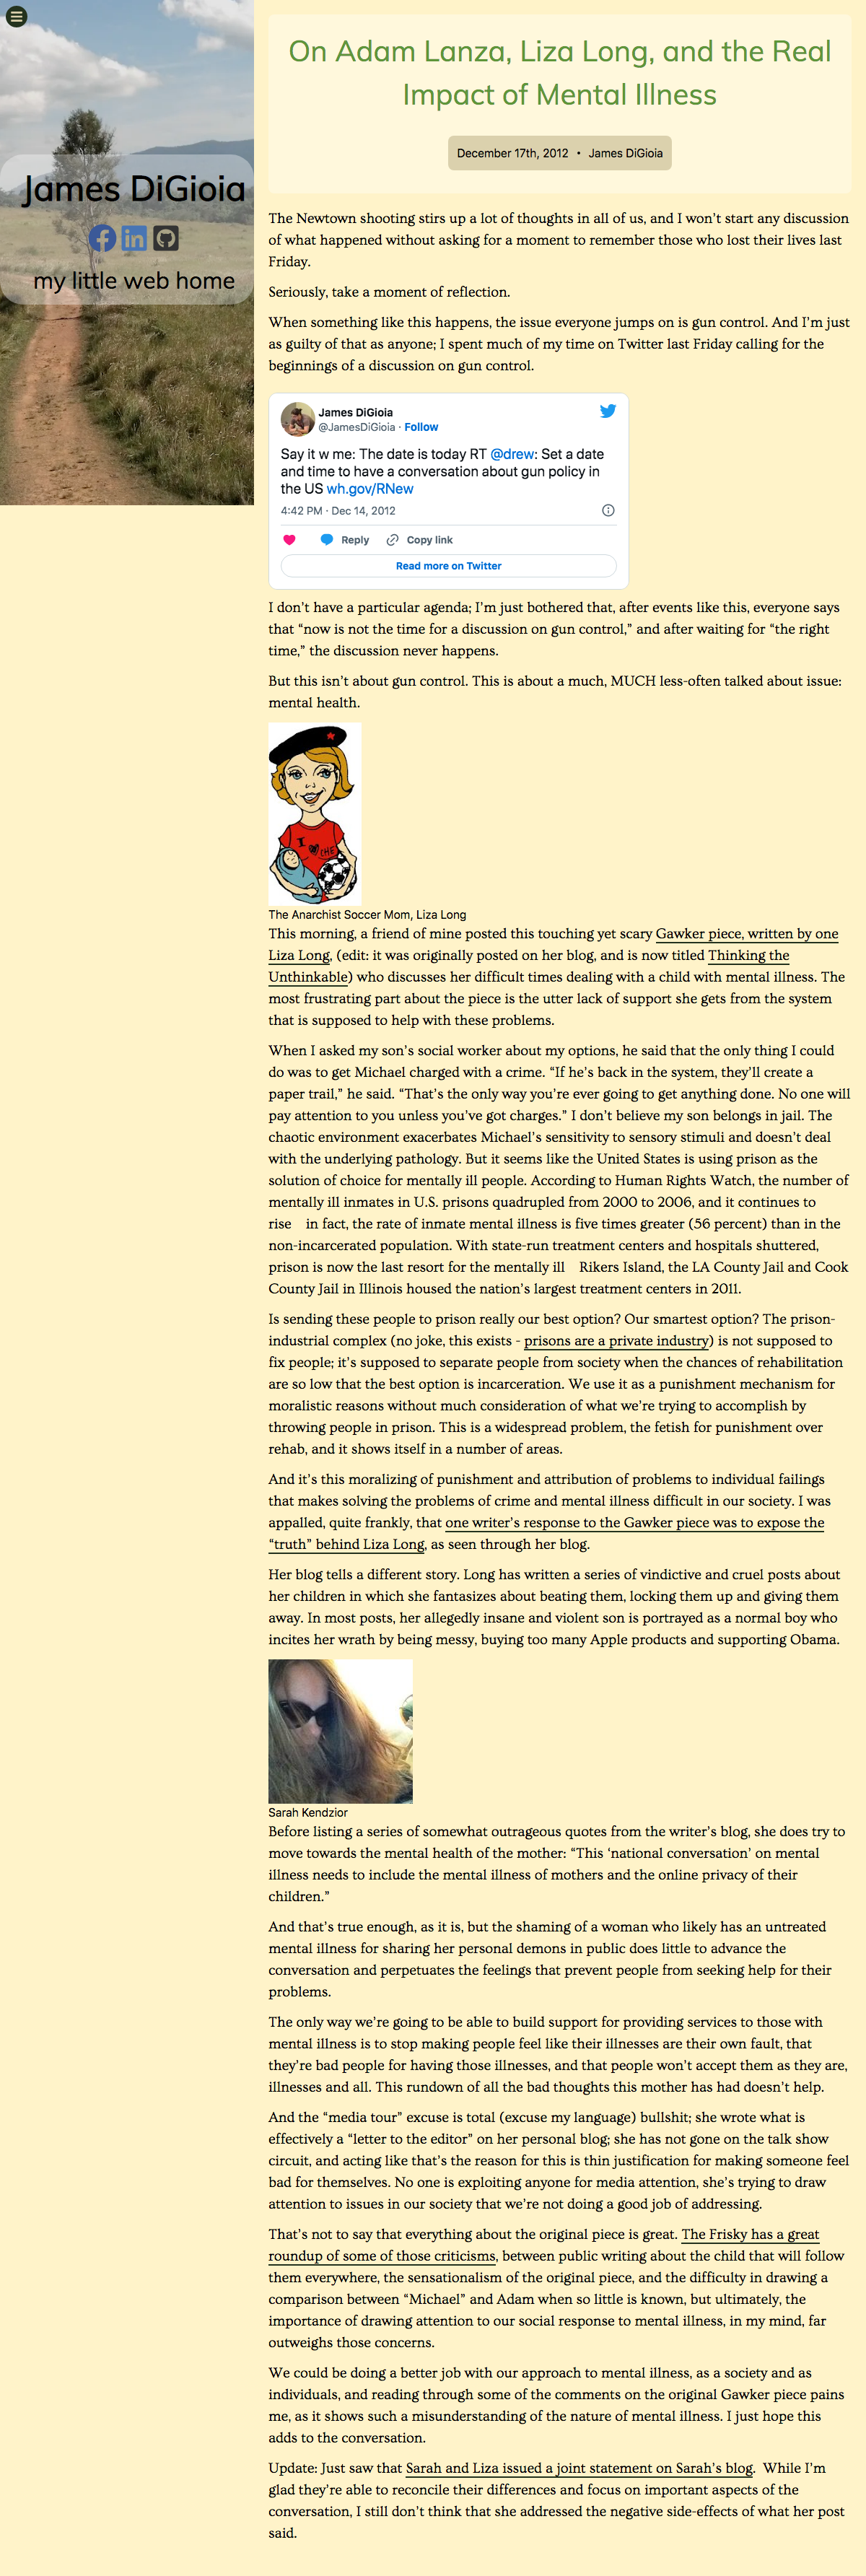 James DiGioia
my little web home
On Adam Lanza, Liza Long, and the Real
Impact of Mental Illness
December 17th, 2012 • James DiGioia
The Newtown shooting stirs up a lot of thoughts in all of us, and I won’t start any discussion
of what happened without asking for a moment to remember those who lost their lives last
Friday.
Seriously, take a moment of reflection.
When something like this happens, the issue everyone jumps on is gun control. And I’m just
as guilty of that as anyone; I spent much of my time on Twitter last Friday calling for the
beginnings of a discussion on gun control.
James DiGioia
@JamesDiGioia · Follow
Say it w me: The date is today RT @drew: Set a date
and time to have a conversation about gun policy in
the US wh.gov/RNew
4:42 PM · Dec 14, 2012
Reply Copy link
Read more on Twitter
I don’t have a particular agenda; I’m just bothered that, after events like this, everyone says
that “now is not the time for a discussion on gun control,” and after waiting for “the right
time,” the discussion never happens.
But this isn’t about gun control. This is about a much, MUCH less-often talked about issue:
mental health.
I CHE
The Anarchist Soccer Mom, Liza Long
This morning, a friend of mine posted this touching yet scary Gawker piece, written by one
Liza Long, (edit: it was originally posted on her blog, and is now titled Thinking the
Unthinkable) who discusses her difficult times dealing with a child with mental illness. The
most frustrating part about the piece is the utter lack of support she gets from the system
that is supposed to help with these problems.
When I asked my son’s social worker about my options, he said that the only thing I could
do was to get Michael charged with a crime. “If he’s back in the system, they’ll create a
paper trail,” he said. “That’s the only way you’re ever going to get anything done. No one will
pay attention to you unless you’ve got charges.” I don’t believe my son belongs in jail. The
chaotic environment exacerbates Michael’s sensitivity to sensory stimuli and doesn’t deal
with the underlying pathology. But it seems like the United States is using prison as the
solution of choice for mentally ill people. According to Human Rights Watch, the number of
mentally ill inmates in U.S. prisons quadrupled from 2000 to 2006, and it continues to
rise in fact, the rate of inmate mental illness is five times greater (56 percent) than in the
non-incarcerated population. With state-run treatment centers and hospitals shuttered,
prison is now the last resort for the mentally ill Rikers Island, the LA County Jail and Cook
County Jail in Illinois housed the nation’s largest treatment centers in 2011.
Is sending these people to prison really our best option? Our smartest option? The prison-
industrial complex (no joke, this exists - prisons are a private industry) is not supposed to
fix people; it’s supposed to separate people from society when the chances of rehabilitation
are so low that the best option is incarceration. We use it as a punishment mechanism for
moralistic reasons without much consideration of what we’re trying to accomplish by
throwing people in prison. This is a widespread problem, the fetish for punishment over
rehab, and it shows itself in a number of areas.
And it’s this moralizing of punishment and attribution of problems to individual failings
that makes solving the problems of crime and mental illness difficult in our society. I was
appalled, quite frankly, that one writer’s response to the Gawker piece was to expose the
“truth” behind Liza Long, as seen through her blog.
Her blog tells a different story. Long has written a series of vindictive and cruel posts about
her children in which she fantasizes about beating them, locking them up and giving them
away. In most posts, her allegedly insane and violent son is portrayed as a normal boy who
incites her wrath by being messy, buying too many Apple products and supporting Obama.
Sarah Kendzior
Before listing a series of somewhat outrageous quotes from the writer’s blog, she does try to
move towards the mental health of the mother: “This ‘national conversation’ on mental
illness needs to include the mental illness of mothers and the online privacy of their
children.”
And that’s true enough, as it is, but the shaming of a woman who likely has an untreated
mental illness for sharing her personal demons in public does little to advance the
conversation and perpetuates the feelings that prevent people from seeking help for their
problems.
The only way we’re going to be able to build support for providing services to those with
mental illness is to stop making people feel like their illnesses are their own fault, that
they’re bad people for having those illnesses, and that people won’t accept them as they are,
illnesses and all. This rundown of all the bad thoughts this mother has had doesn’t help.
And the “media tour” excuse is total (excuse my language) bullshit; she wrote what is
effectively a “letter to the editor” on her personal blog; she has not gone on the talk show
circuit, and acting like that’s the reason for this is thin justification for making someone feel
bad for themselves. No one is exploiting anyone for media attention, she’s trying to draw
attention to issues in our society that we’re not doing a good job of addressing.
That’s not to say that everything about the original piece is great. The Frisky has a great
roundup of some of those criticisms, between public writing about the child that will follow
them everywhere, the sensationalism of the original piece, and the difficulty in drawing a
comparison between “Michael” and Adam when so little is known, but ultimately, the
importance of drawing attention to our social response to mental illness, in my mind, far
outweighs those concerns.
We could be doing a better job with our approach to mental illness, as a society and as
individuals, and reading through some of the comments on the original Gawker piece pains
me, as it shows such a misunderstanding of the nature of mental illness. I just hope this
adds to the conversation.
Update: Just saw that Sarah and Liza issued a joint statement on Sarah’s blog. While I’m
glad they’re able to reconcile their differences and focus on important aspects of the
conversation, I still don’t think that she addressed the negative side-effects of what her post
said.